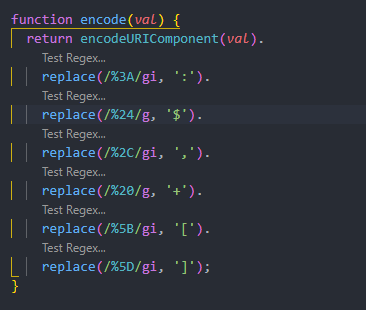 function encode(val) {
return encodeURIComponent(val).
Test Regex...
replace(/%3A/gi, ':').
Test Regex...
replace(/%24/g, '$').
Test Regex...
replace(/%2C/gi, ',').
Test Regex...
replace(/%20/g, '+').
Test Regex...
replace(/%5B/gi, '[').
Test Regex...
replace(/%5D/gi, ']');
}